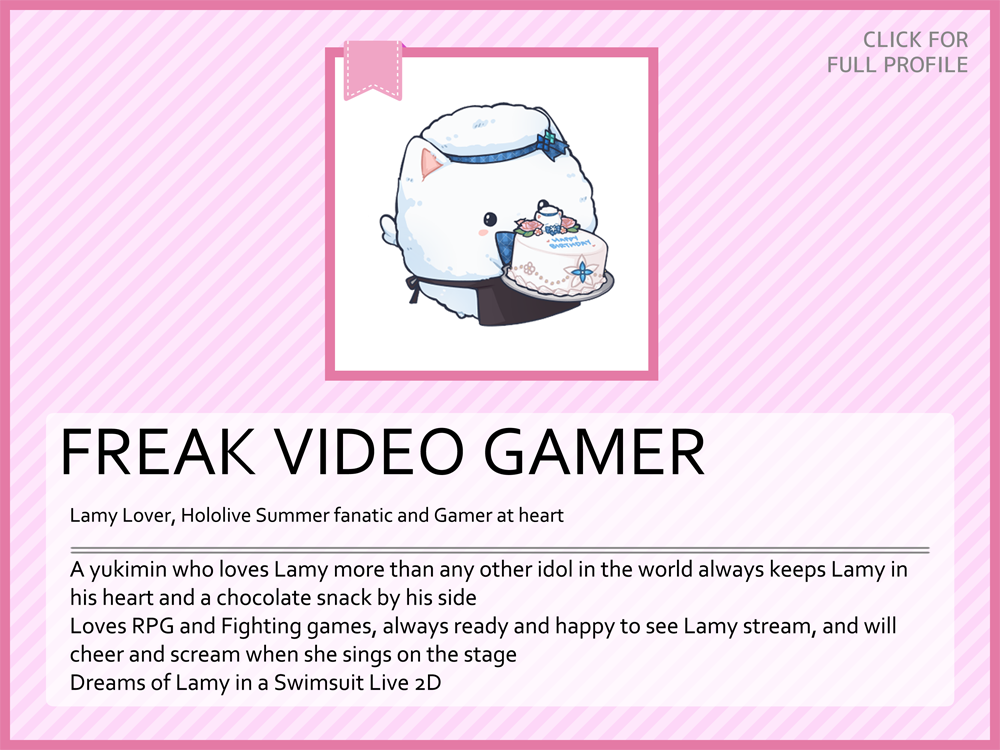 CLICK FOR
FULL PROFILE
HAPPY
BIRTHDAY
FREAK VIDEO GAMER
Lamy Lover, Hololive Summer fanatic and Gamer at heart
A yukimin who loves Lamy more than any other idol in the world always keeps Lamy in
his heart and a chocolate snack by his side
Loves RPG and Fighting games, always ready and happy to see Lamy stream, and will
cheer and scream when she sings on the stage
Dreams of Lamy in a Swimsuit Live 2D